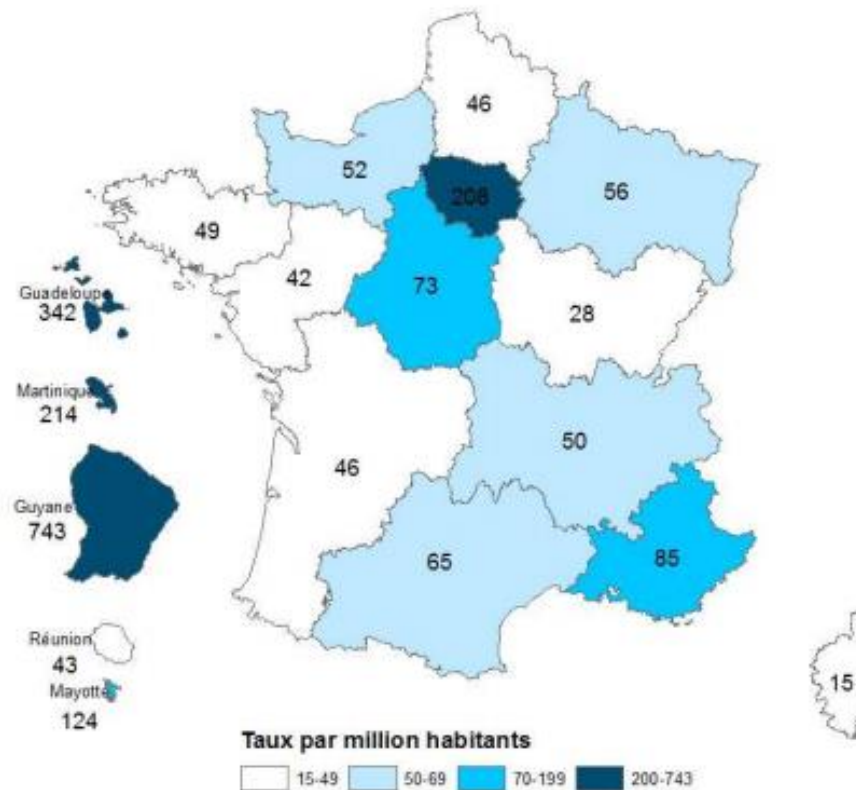 46
52
208
56
49
42
73
28
Guadeloupe
342
Martinique
214
50
46
Guyane
743
65
85
Réunion
43
15
Mayotte
124
Taux par million habitants
15-49 50-69 70-199 200-743